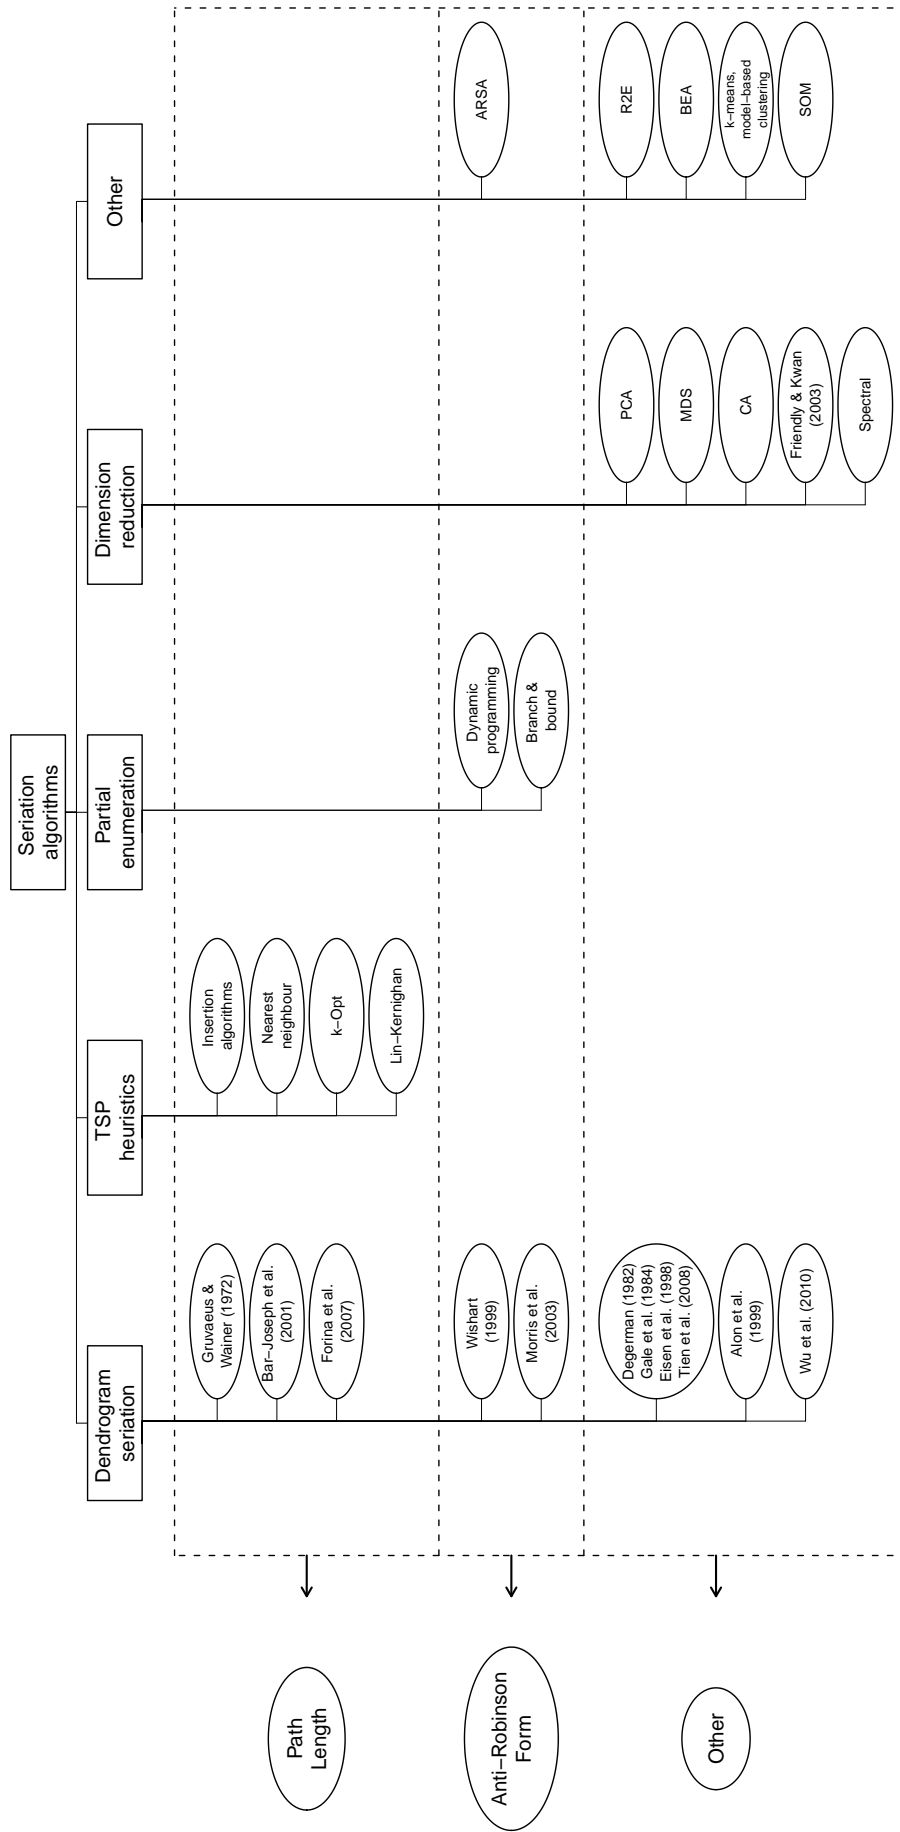 Seriation
algorithms
Dendrogram
seriation
TSP
heuristics
Partial
enumeration
Dimension
reduction
Other
Path
Length
Gruvaeus &
Wainer (1972)
Bar−Joseph et al.
(2001)
Forina et al.
(2007)
Insertion
algorithms
Nearest
neighbour
k−Opt
Lin−Kernighan
Anti−Robinson
Form
Wishart
(1999)
Morris et al.
(2003)
Dynamic
programming
Branch &
bound
ARSA
Other
Degerman (1982)
Gale et al. (1984)
Eisen et al. (1998)
Tien et al. (2008)
Alon et al.
(1999)
Wu et al. (2010)
PCA
MDS
CA
Friendly & Kwan
(2003)
Spectral
R2E
BEA
k−means,
model−based
clustering
SOM